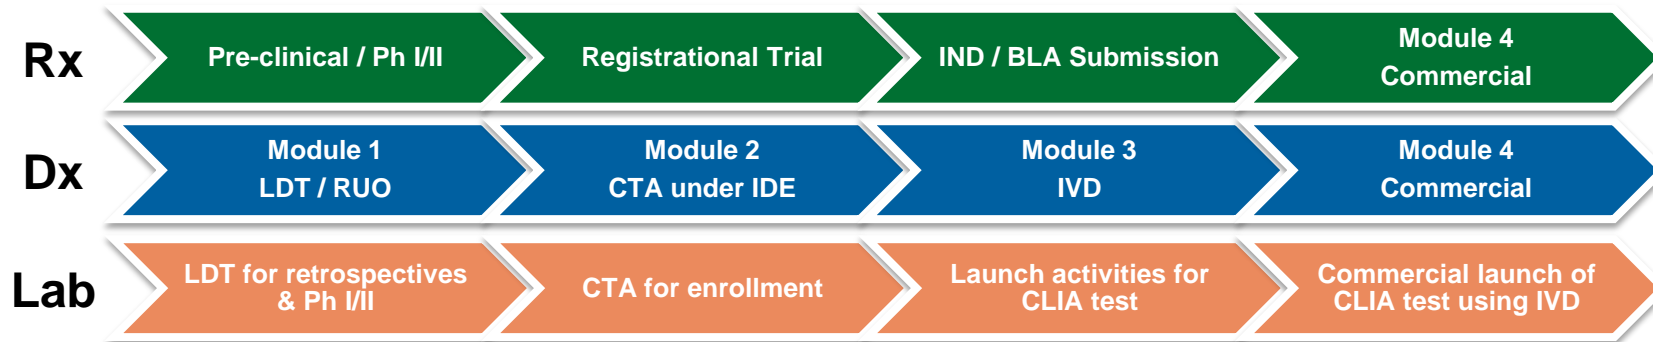 Rx
Pre-clinical / Ph I/II
Registrational Trial
IND / BLA Submission
Module 4
Commercial
Dx
Module 1
LDT / RUO
Module 2
CTA under IDE
Module 3
IVD
Module 4
Commercial
Lab
LDT for retrospectives
& Ph I/II
CTA for enrollment
Launch activities for
CLIA test
Commercial launch of
CLIA test using IVD